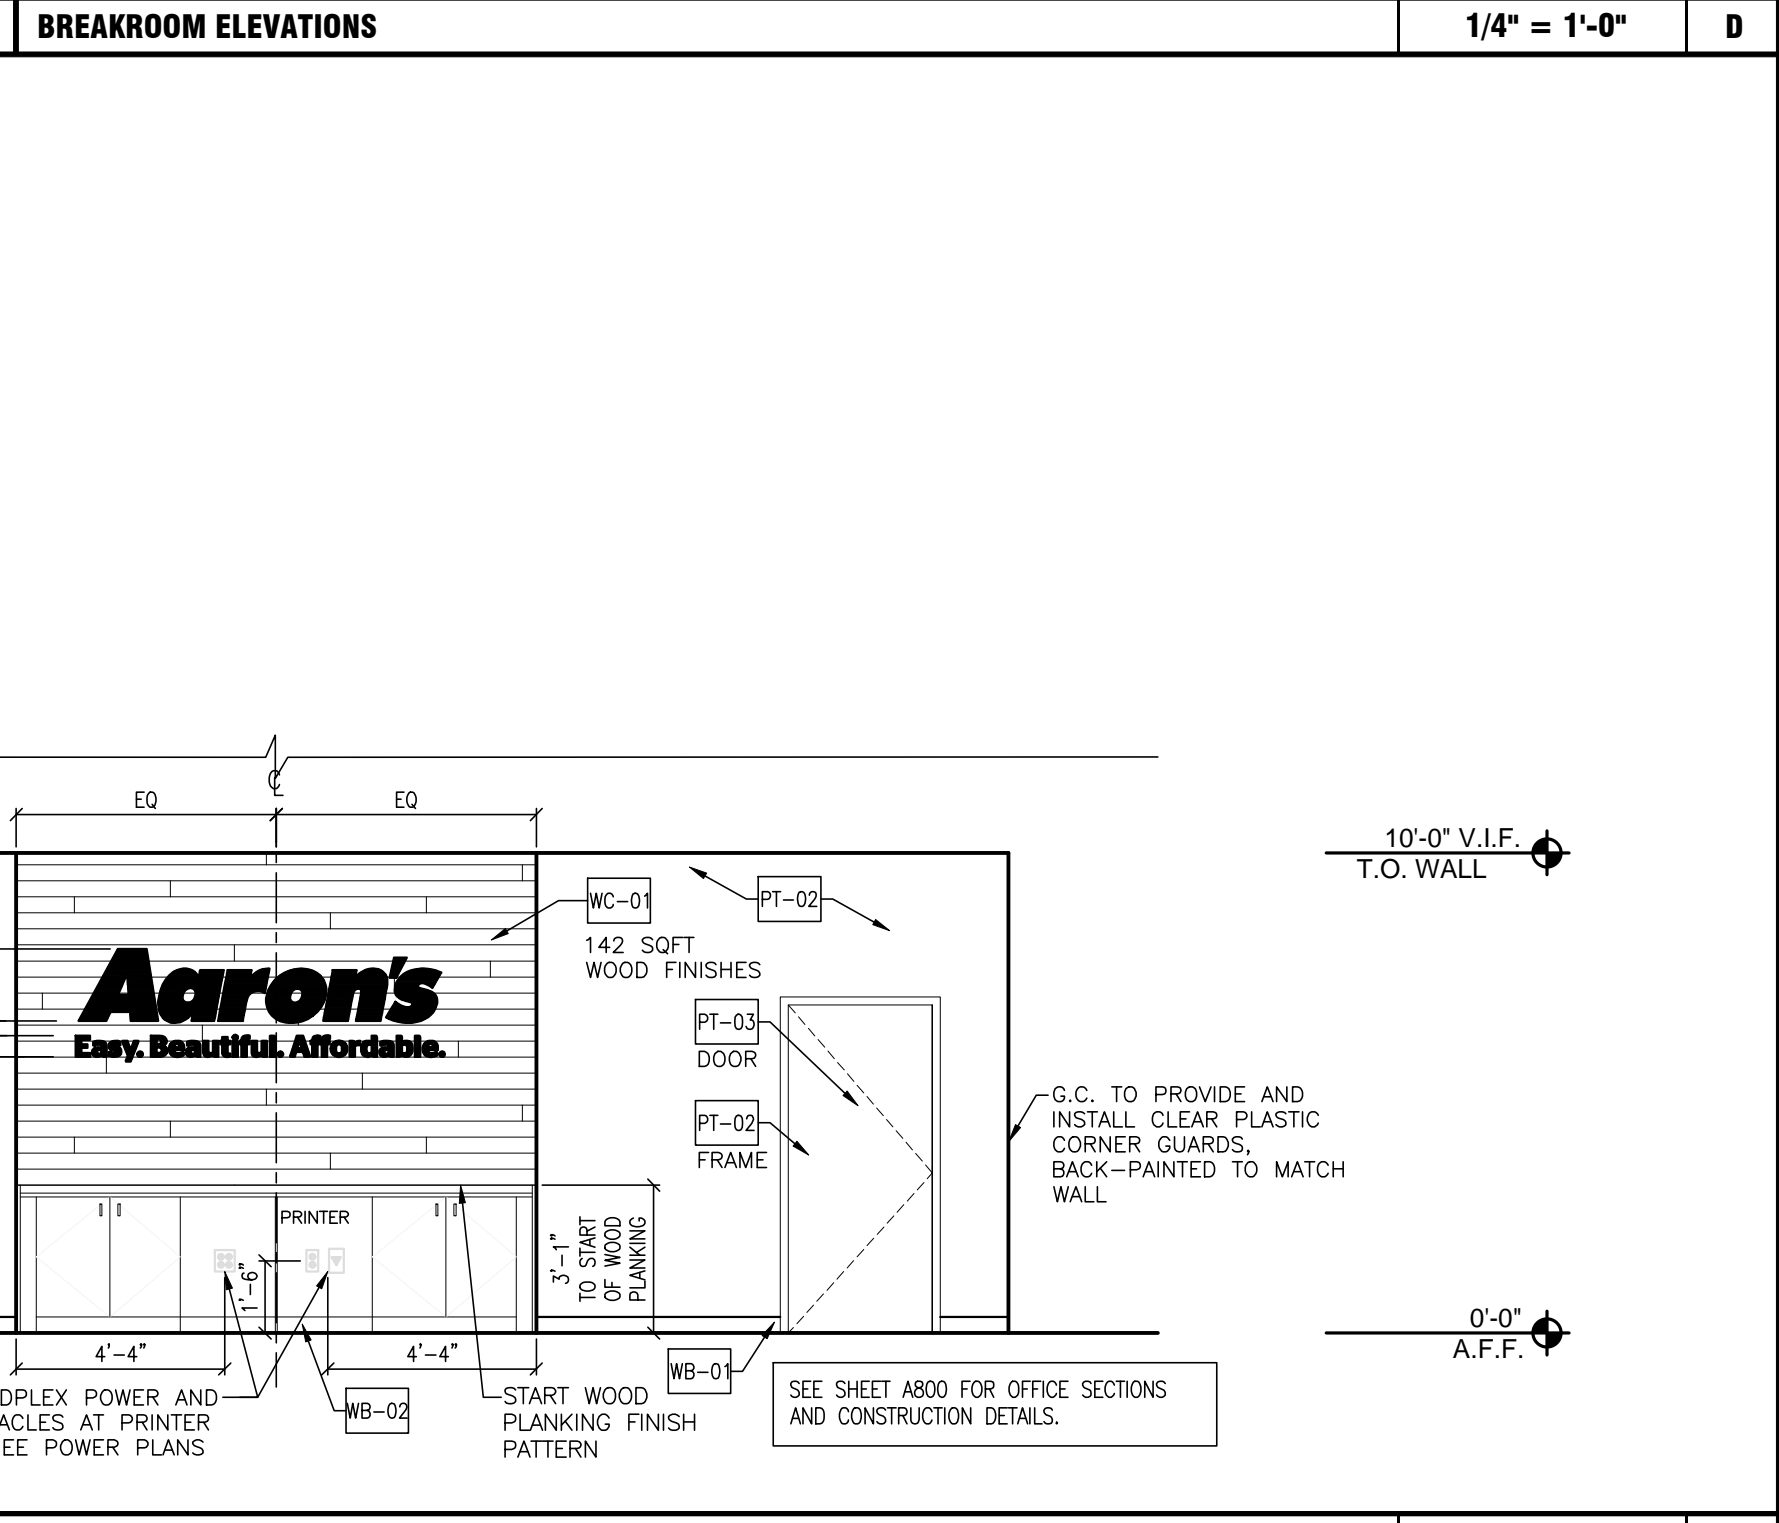 BREAKROOM ELEVATIONS
1/4" = 1'-0"
D
EQ
EQ
10'-0" V.I.F.
T.O. WALL
WC-01
142 SQFT
WOOD FINISHES
PT-02
Aaron's
Easy. Beautiful. Affordable.
PT-03
DOOR
PT-02
FRAME
G.C. TO PROVIDE AND
INSTALL CLEAR PLASTIC
CORNER GUARDS,
BACK-PAINTED TO MATCH
WALL
PRINTER
1'-6"
3'-1"
TO START
OF WOOD
PLANKING
0'-0"
A.F.F.
4'-4"
4'-4"
WB-01
WB-02
DPLEX POWER AND
ACLES AT PRINTER
EE POWER PLANS
START WOOD
PLANKING FINISH
PATTERN
SEE SHEET A800 FOR OFFICE SECTIONS
AND CONSTRUCTION DETAILS.